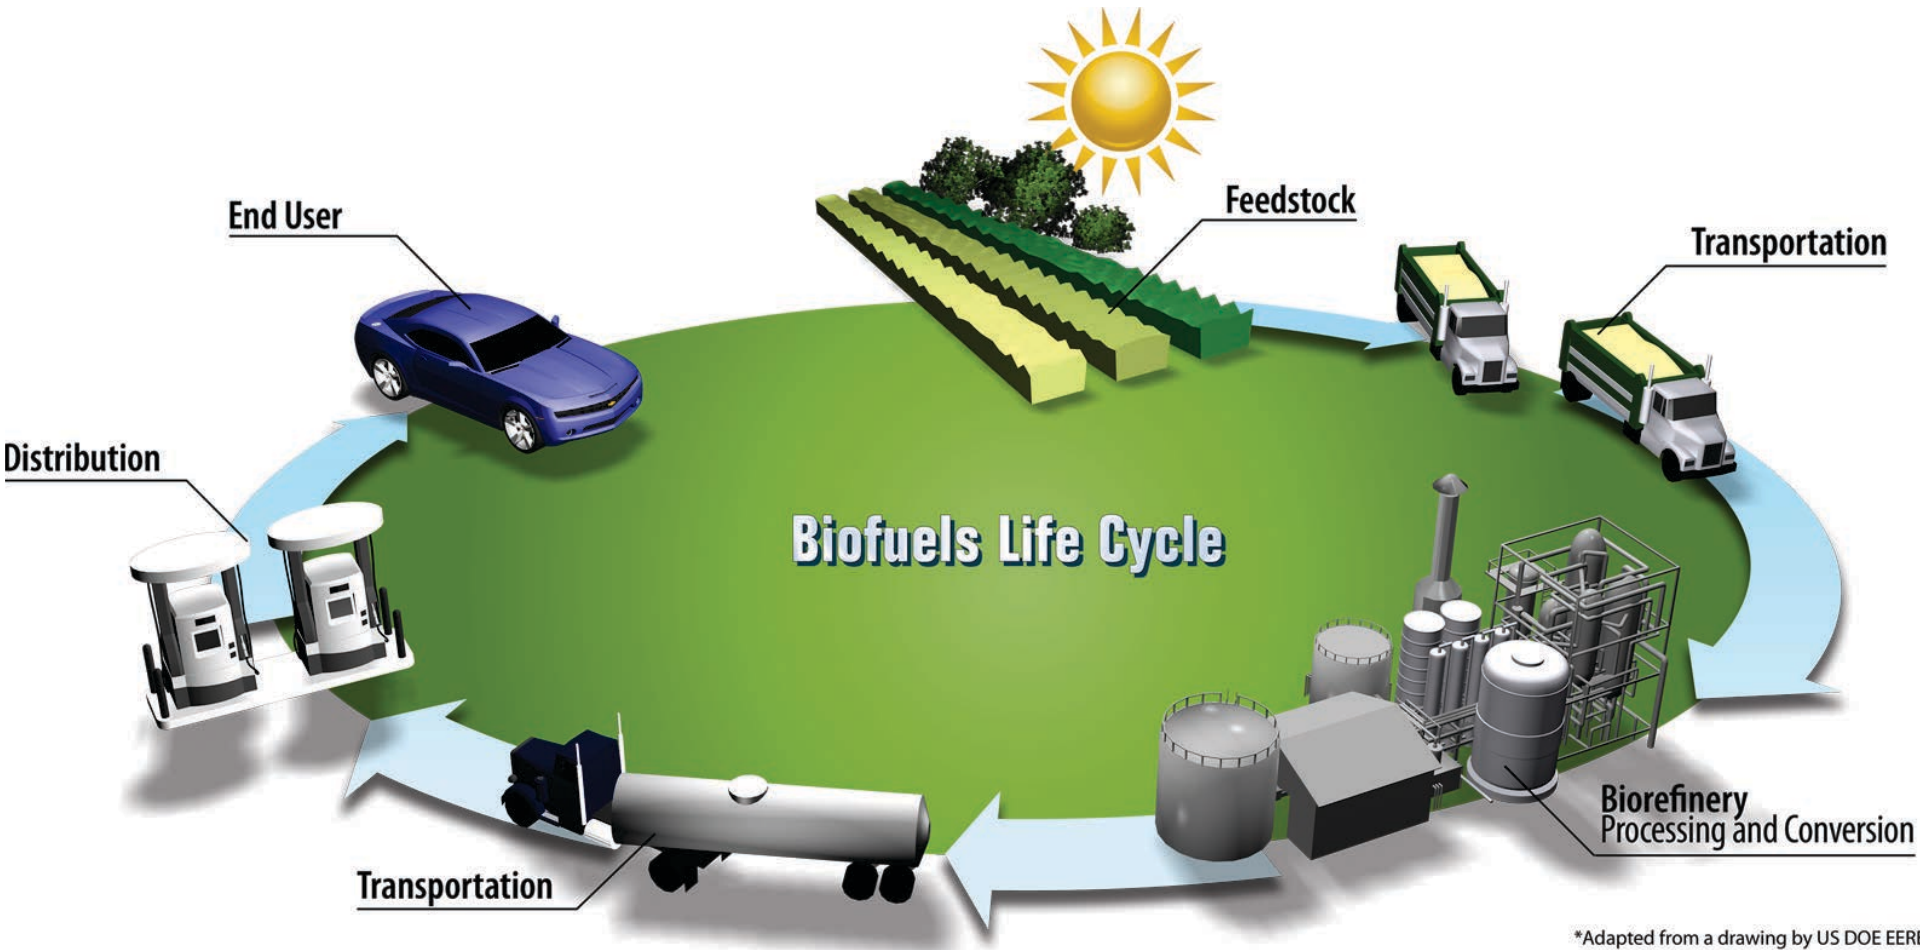 End User
Feedstock
Transportation
Distribution
Biofuels Life Cycle
Biorefinery
Processing and Conversion
Transportation
*Adapted from a drawing by US DOE